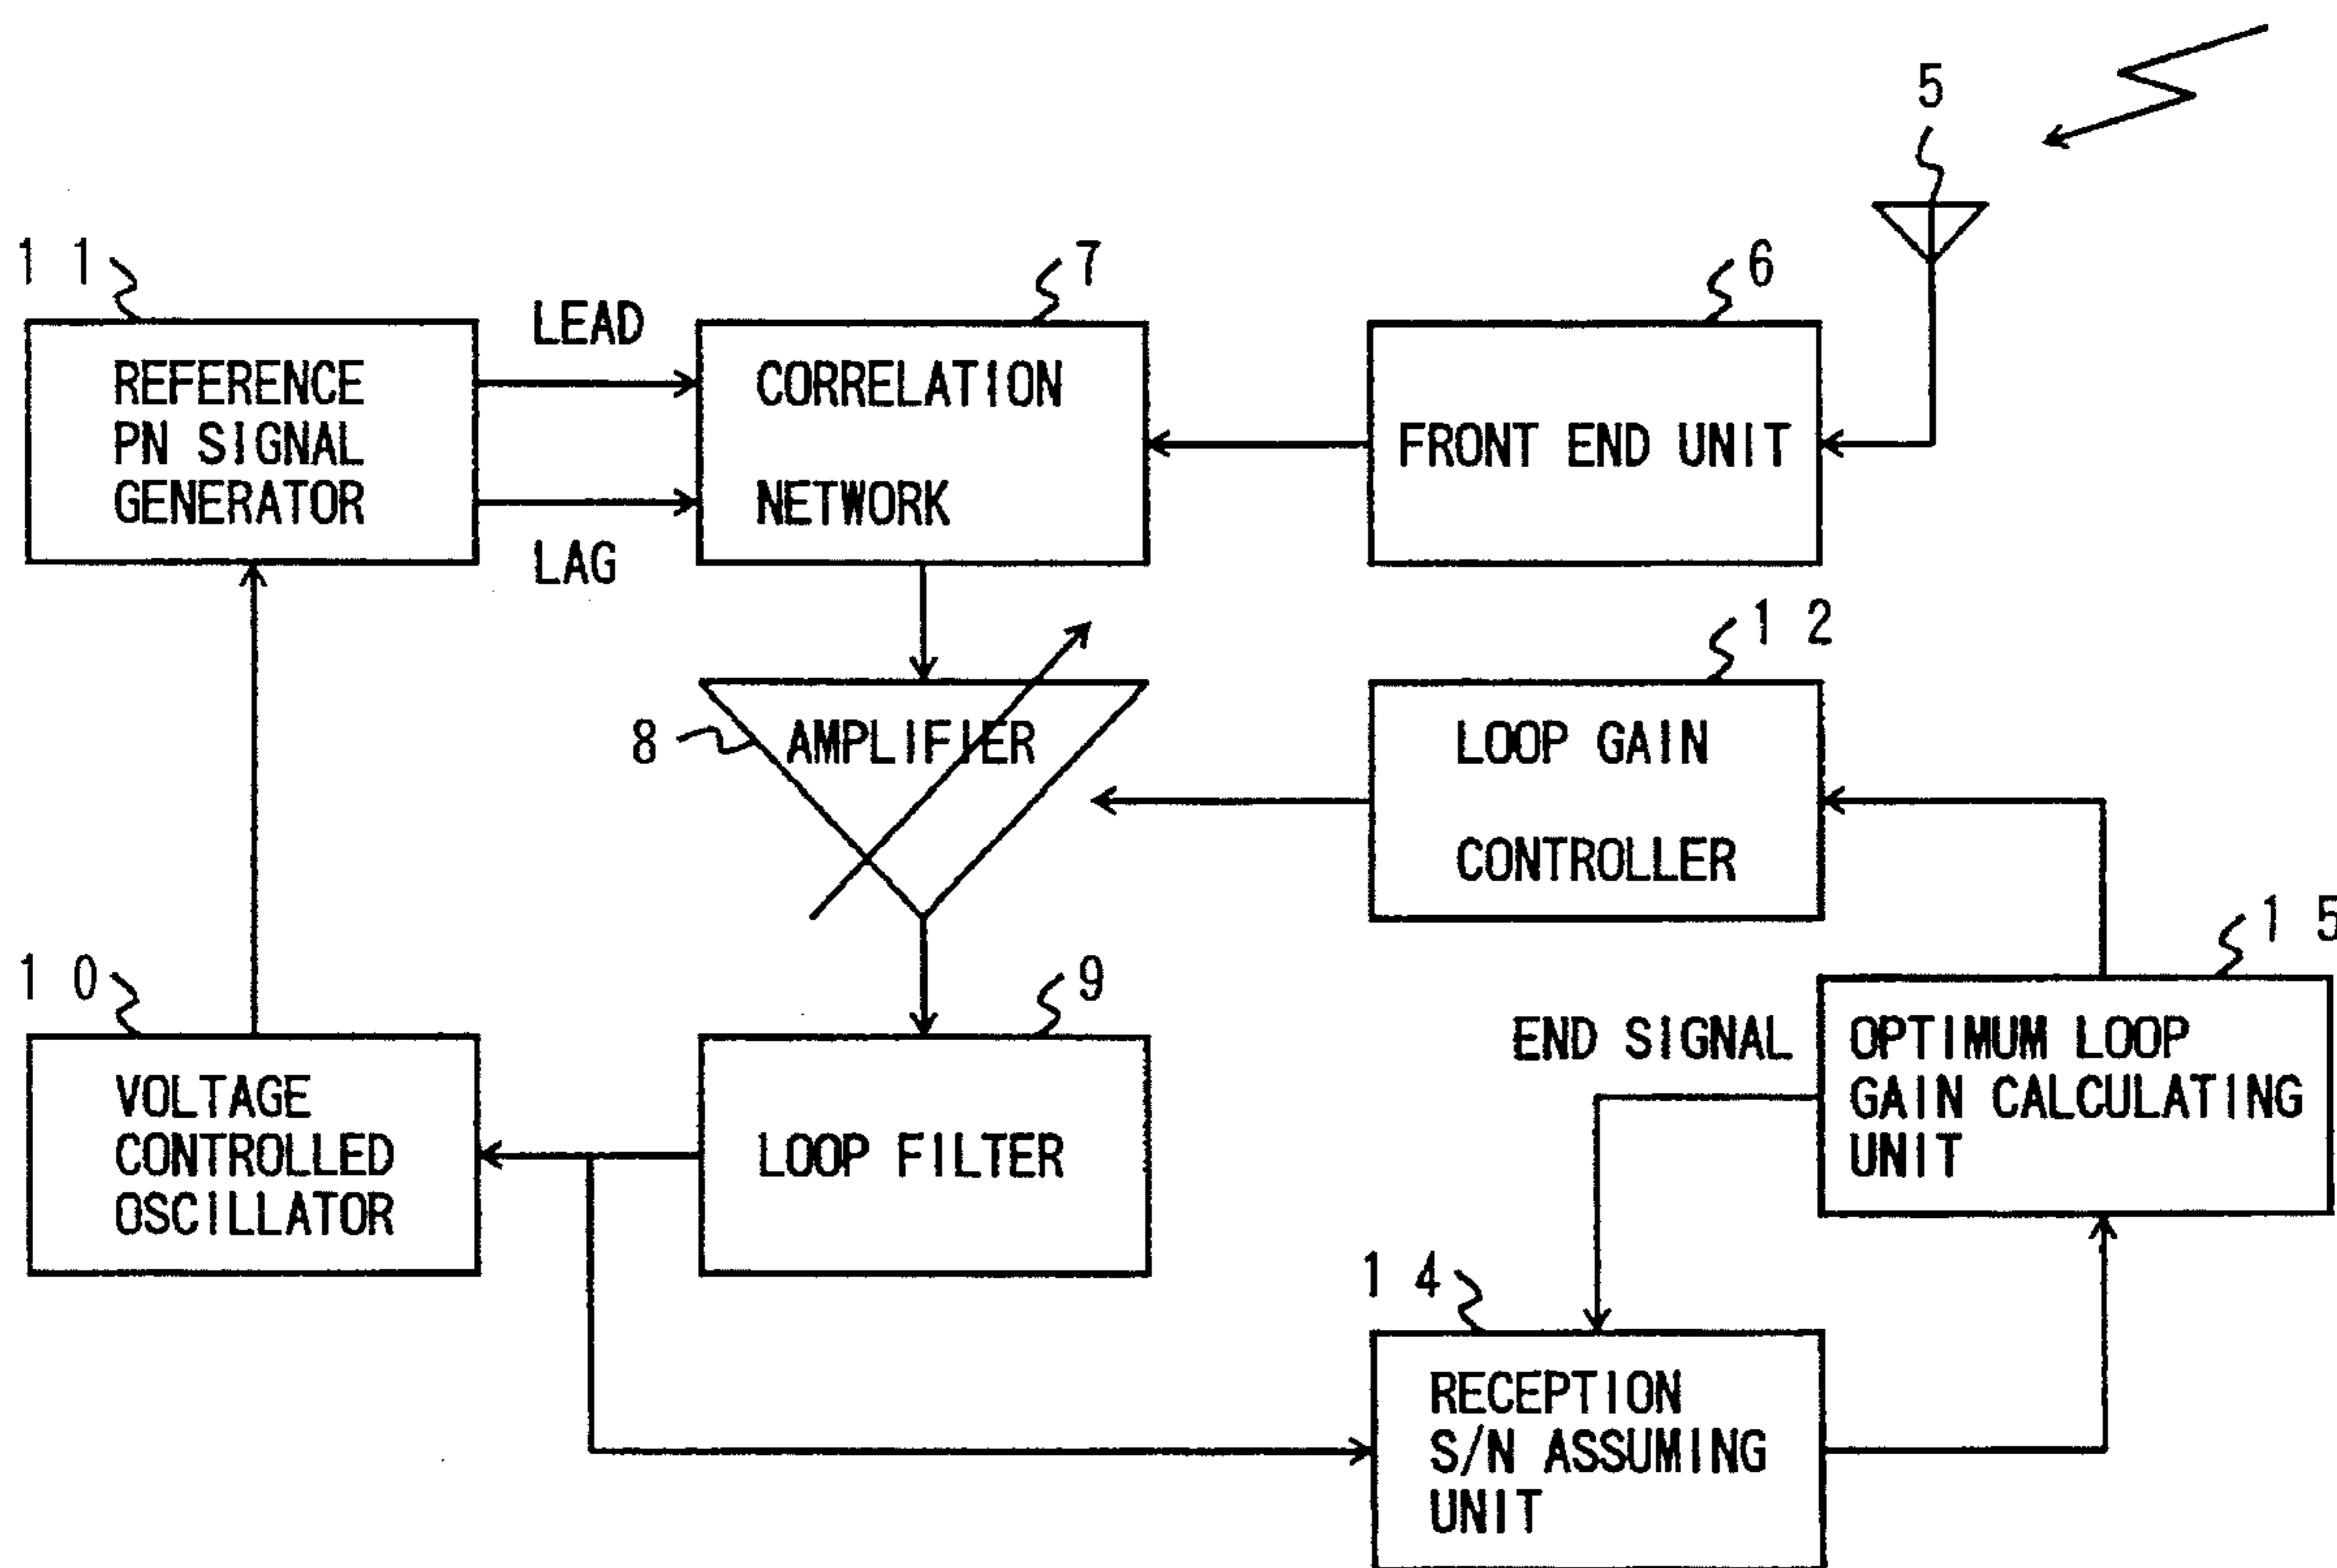 5
1 1
7
6
LEAD
REFERENCE
PN SIGNAL
GENERATOR
CORRELATION
NETWORK
FRONT END UNIT
LAG
1 2
8
AMPLIFIER
LOOP GAIN
CONTROLLER
1 0
9
1 5
END SIGNAL
OPTIMUM LOOP
GAIN CALCULATING
UNIT
VOLTAGE
CONTROLLED
OSCILLATOR
LOOP FILTER
1 4
RECEPTION
S/N ASSUMING
UNIT